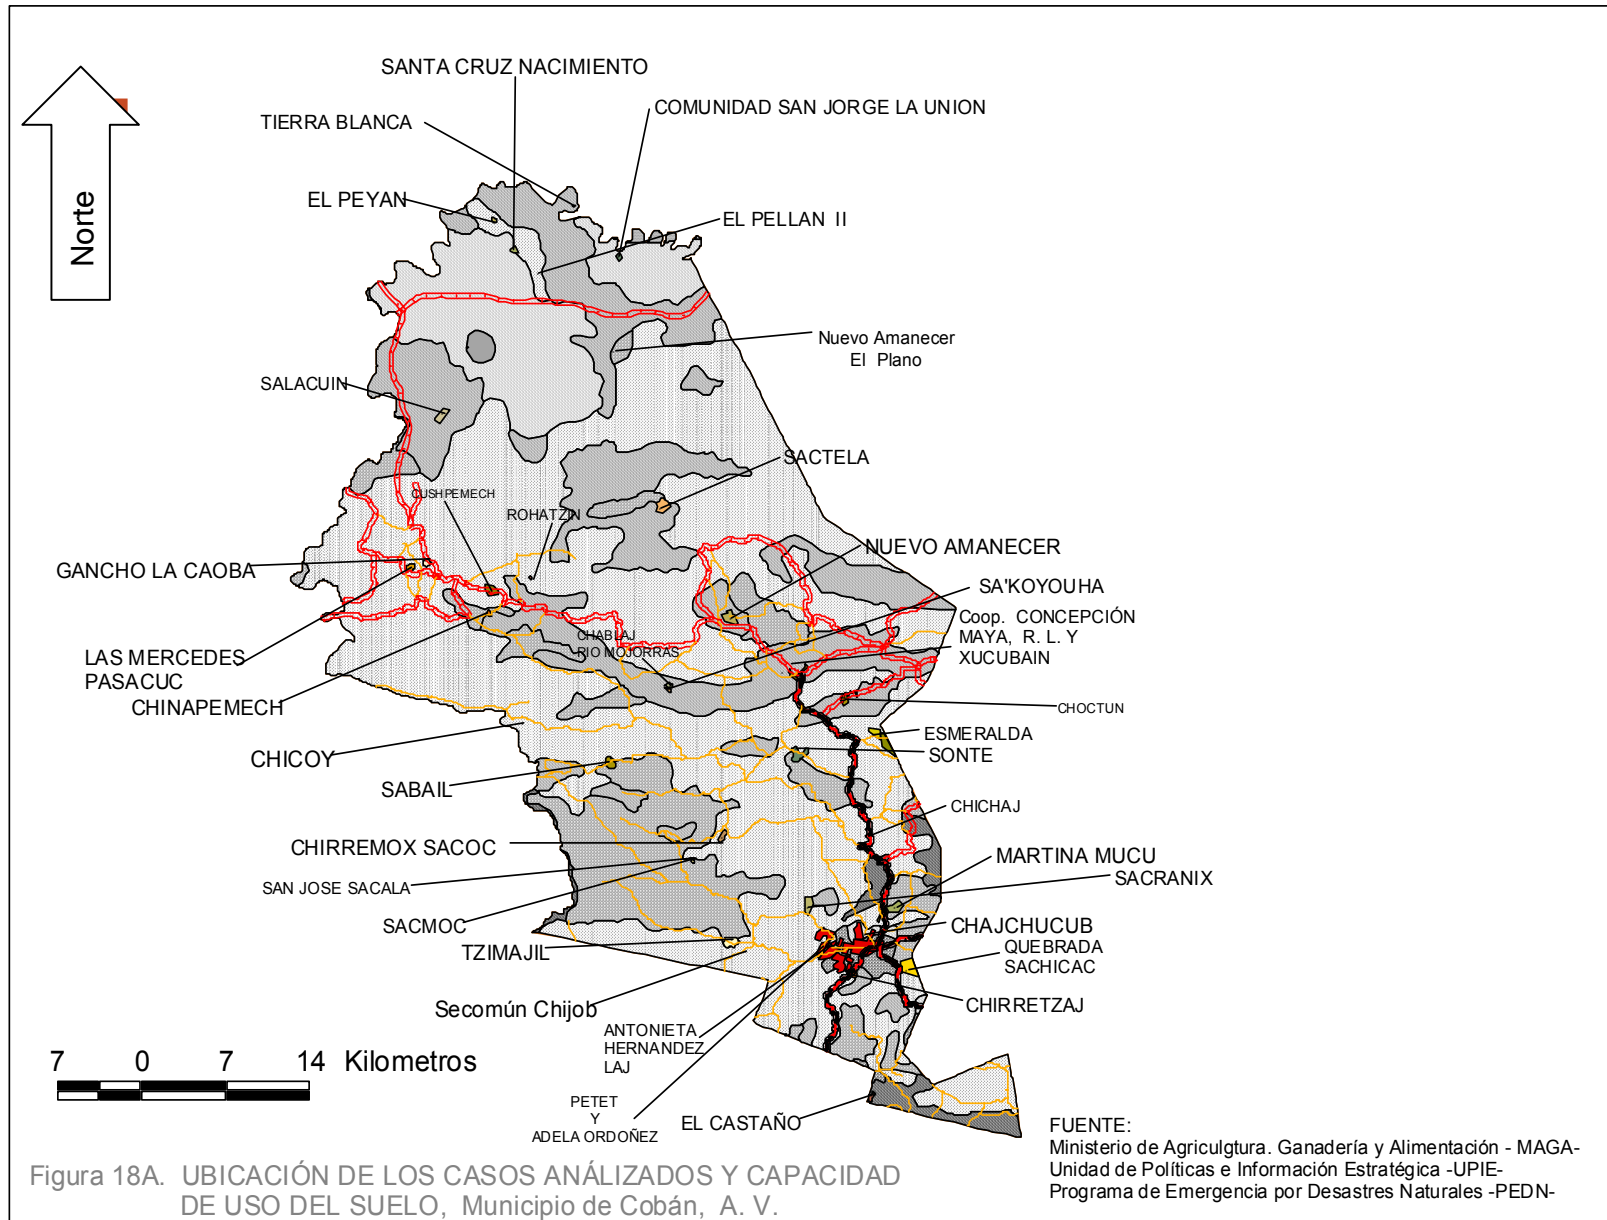 SANTA CRUZ NACIMIENTO
COMUNIDAD SAN JORGE LA UNION
TIERRA BLANCA
Norte
EL PEYAN
EL PELLAN II
Nuevo Amanecer
El Plano
SALACUIN
SACTELA
CUSHPEMECH
ROHATZIN
NUEVO AMANECER
GANCHO LA CAOBA
SA'KOYOUHA
Coop. CONCEPCIÓN
MAYA, R. L. Y
XUCUBAIN
CHABLAJ
RIO MOJORRAS
LAS MERCEDES
PASACUC
CHINAPEMECH
CHOCTUN
ESMERALDA
SONTE
CHICOY
SABAIL
CHICHAJ
CHIRREMOX SACOC
MARTINA MUCU
SACRANIX
SAN JOSE SACALA
SACMOC
CHAJCHUCUB
TZIMAJIL
QUEBRADA
SACHICAC
Secomún Chijob
CHIRRETZAJ
ANTONIETA
HERNANDEZ
LAJ
7 0 7 14 Kilometros
PETET
Y
ADELA ORDOÑEZ
EL CASTAÑO
FUENTE:
Ministerio de Agriculgtura. Ganadería y Alimentación - MAGA-
Unidad de Políticas e Información Estratégica -UPIE-
Programa de Emergencia por Desastres Naturales -PEDN-
Figura 18A. UBICACIÓN DE LOS CASOS ANÁLIZADOS Y CAPACIDAD
DE USO DEL SUELO, Municipio de Cobán, A. V.